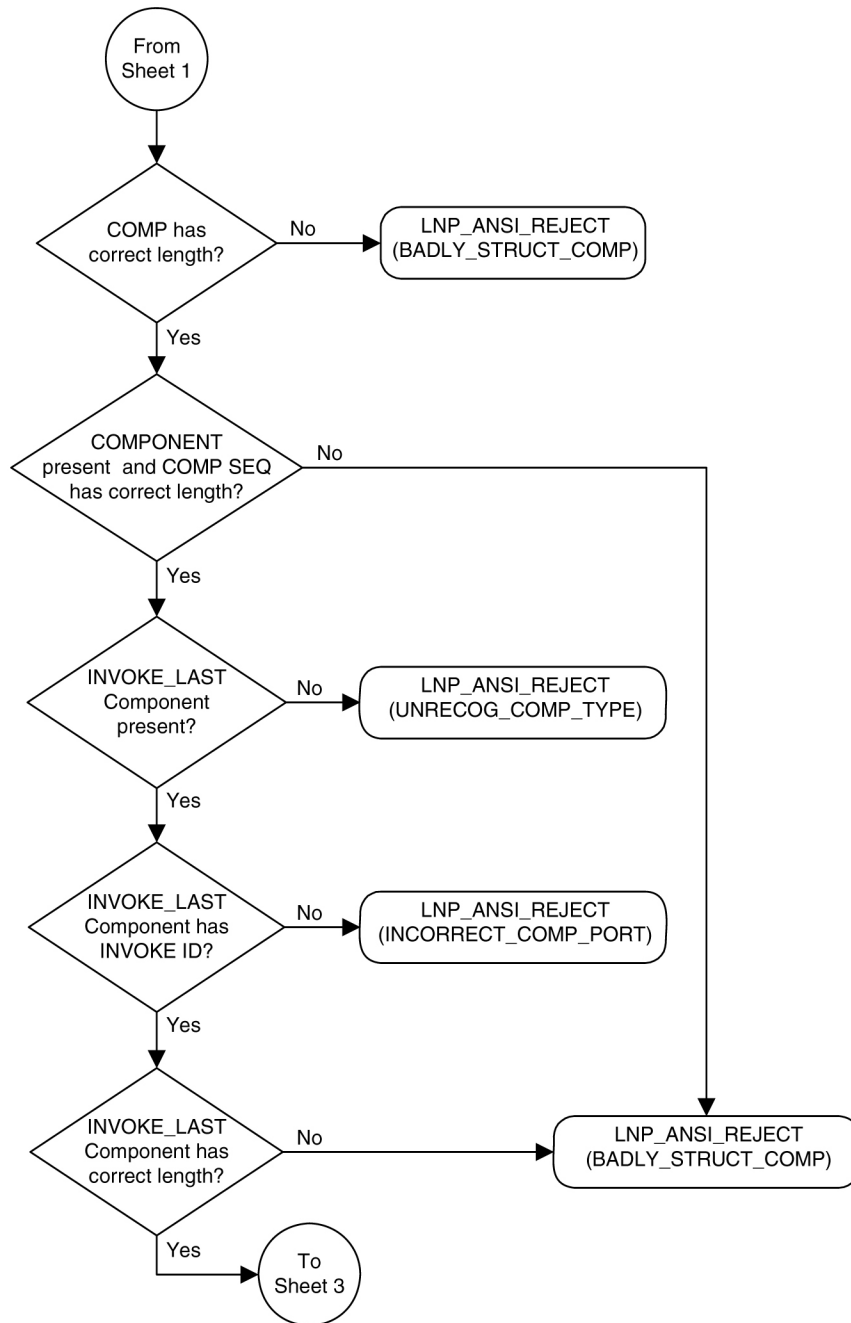 From
Sheet 1
COMP has
correct length?
No
LNP_ANSI_REJECT
(BADLY_STRUCT_COMP)
Yes
COMPONENT
present and COMP SEQ
has correct length?
No
Yes
INVOKE_LAST
Component
present?
No
LNP_ANSI_REJECT
(UNRECOG_COMP_TYPE)
Yes
INVOKE_LAST
Component has
INVOKE ID?
No
LNP_ANSI_REJECT
(INCORRECT_COMP_PORT)
Yes
INVOKE_LAST
Component has
correct length?
No
LNP_ANSI_REJECT
(BADLY_STRUCT_COMP)
Yes
To
Sheet 3